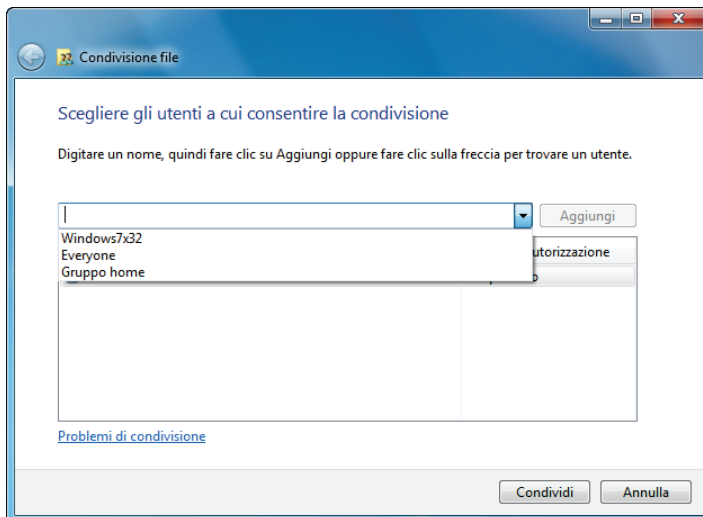 Condivisione file
Scegliere gli utenti a cui consentire la condivisione
Digitare un nome, quindi fare clic su Aggiungi oppure fare clic sulla freccia per trovare un utente.
Aggiungi
Windows7x32
Everyone
Gruppo home
utorizzazione
Problemi di condivisione
Condividi
Annulla